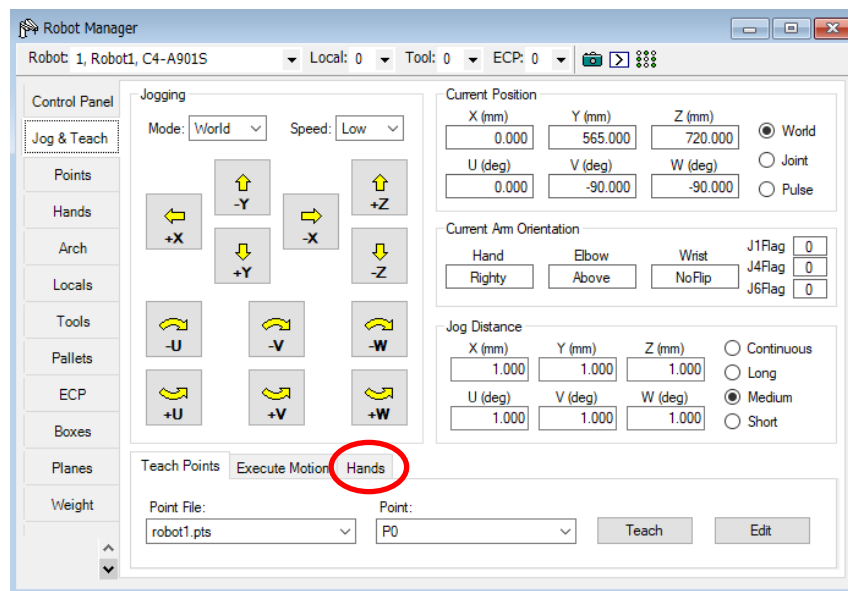 Robot Manager
Robot: 1, Robot1, C4-A901S Local: 0 Tool: 0 ECP: 0
Control Panel
Jog & Teach
Points
Hands
Arch
Locals
Tools
Pallets
ECP
Boxes
Planes
Weight
Jogging
Mode: World Speed: Low
-Y +Z
+X -X
+Y -Z
-U -V -W
+U +V +W
Current Position
X (mm) Y (mm) Z (mm)
0.000 565.000 720.000
U (deg) V (deg) W (deg)
0.000 -90.000 -90.000
World
Joint
Pulse
Current Arm Orientation
Hand Elbow Wrist
Righty Above NoFlip
J1Flag 0
J4Flag 0
J6Flag 0
Jog Distance
X (mm) Y (mm) Z (mm)
1.000 1.000 1.000
U (deg) V (deg) W (deg)
1.000 1.000 1.000
Continuous
Long
Medium
Short
Teach Points Execute Motion Hands
Point File: Point:
robot1.pts P0 Teach Edit